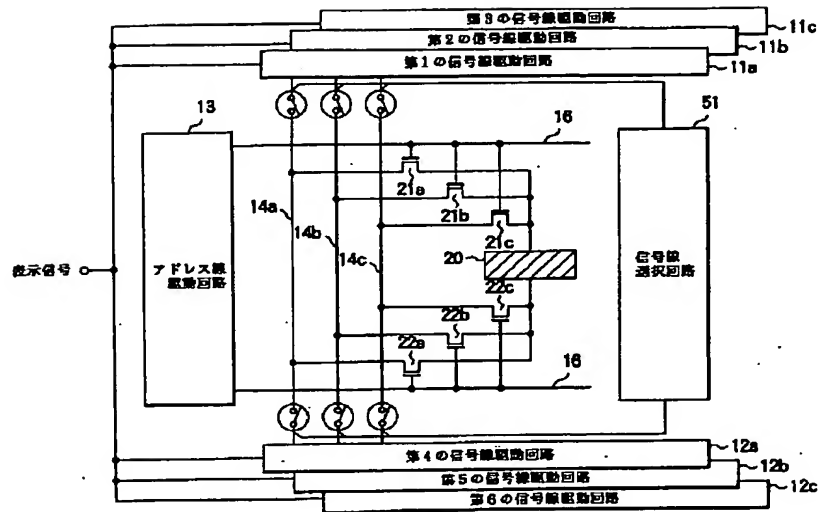 第3の信号線駆動回路
11c
第2の信号線駆動回路
11b
第1の信号線駆動回路
11a
13
16
51
21a
21b
21c
14a
14b
14c
20
22c
22b
22a
表示信号
アドレス線
駆動回路
信号線
選択回路
16
第4の信号線駆動回路
12a
第5の信号線駆動回路
12b
第6の信号線駆動回路
12c